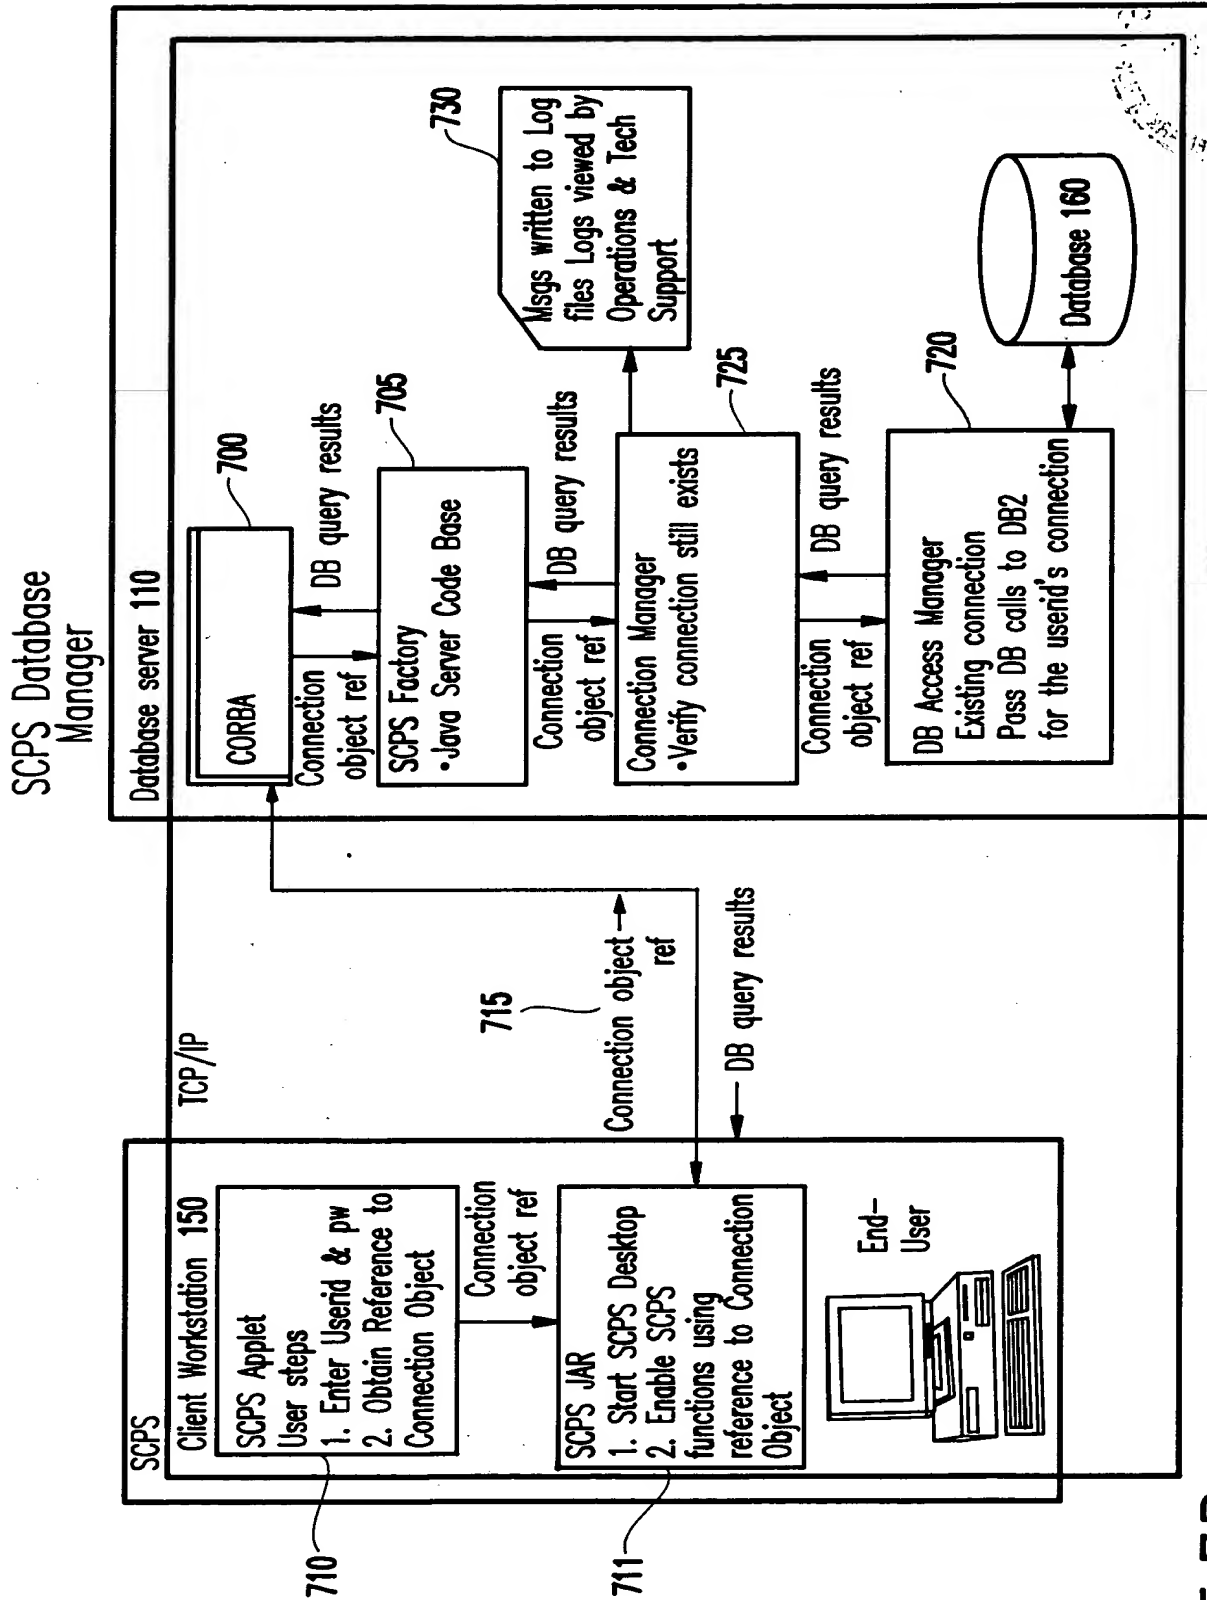 SCPS Database
Manager
SCPS
Client Workstation 150
SCPS Applet
User steps
1. Enter Userid & pw
2. Obtain Reference to
Connection Object
710
Connection
object ref
SCPS JAR
1. Start SCPS Desktop
2. Enable SCPS
functions using
reference to Connection
Object
711
End-
User
TCP/IP
715
Connection object
ref
DB query results
Database server 110
CORBA
700
Connection
object ref
DB query results
SCPS Factory
•Java Server Code Base
705
Connection
object ref
DB query results
Connection Manager
•Verify connection still exists
725
Msgs written to Log
files Logs viewed by
Operations & Tech
Support
730
Connection
object ref
DB query results
DB Access Manager
Existing connection
Pass DB calls to DB2
for the userid's connection
720
Database 160